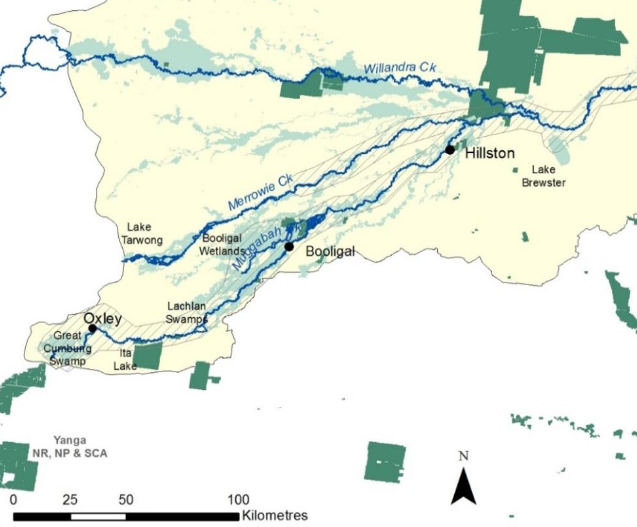 Willandra Ck
Hillston
Lake
Brewster
Merrowie Ck
Lake
Tarwong
Booligal
Wetlands
Muggabah Ck
Booligal
Lachlan
Swamps
Oxley
Great
Cumbung
Swamp
Ita
Lake
Yanga
NR, NP & SCA
N
0 25 50 100
Kilometres